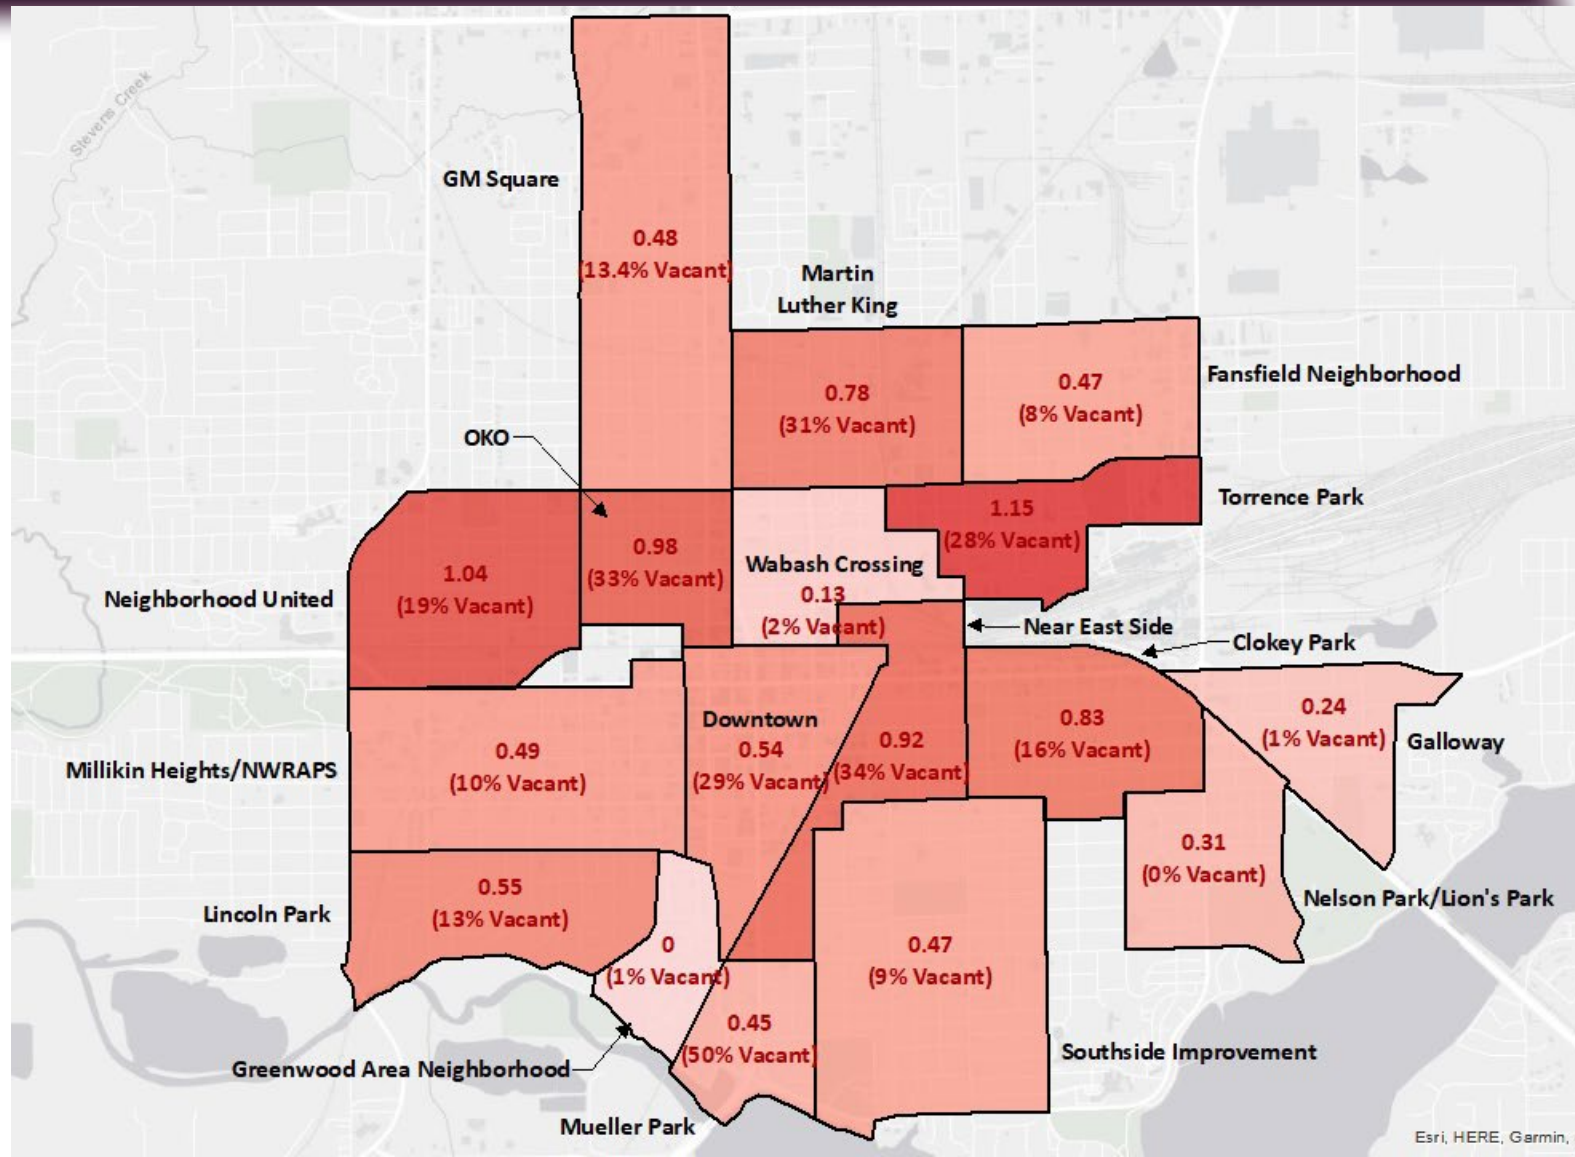 Stevens Creek
GM Square
0.48
(13.4% Vacant)
Martin
Luther King
0.78
(31% Vacant)
0.47
(8% Vacant)
Fansfield Neighborhood
OKO
Torrence Park
1.15
(28% Vacant)
0.98
(33% Vacant)
Wabash Crossing
0.13
(2% Vacant)
1.04
(19% Vacant)
Neighborhood United
Near East Side
Clokey Park
0.24
(1% Vacant)
Galloway
0.83
(16% Vacant)
Downtown
0.54
(29% Vacant)
0.92
(34% Vacant)
0.49
(10% Vacant)
Millikin Heights/NWRAPS
0.31
(0% Vacant)
Nelson Park/Lion's Park
0.55
(13% Vacant)
Lincoln Park
0
(1% Vacant)
0.47
(9% Vacant)
0.45
(50% Vacant)
Southside Improvement
Greenwood Area Neighborhood
Mueller Park
Esri, HERE, Garmin,